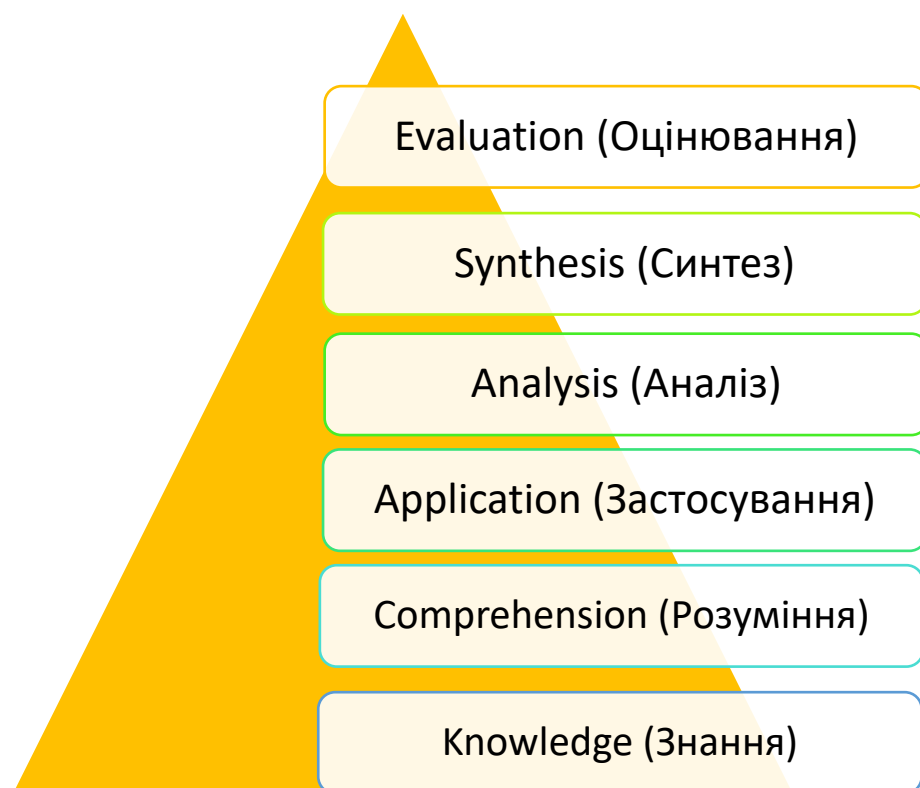 Evaluation (Оцінювання)
Synthesis (Синтез)
Analysis (Аналіз)
Application (Застосування)
Comprehension (Розуміння)
Knowledge (Знання)